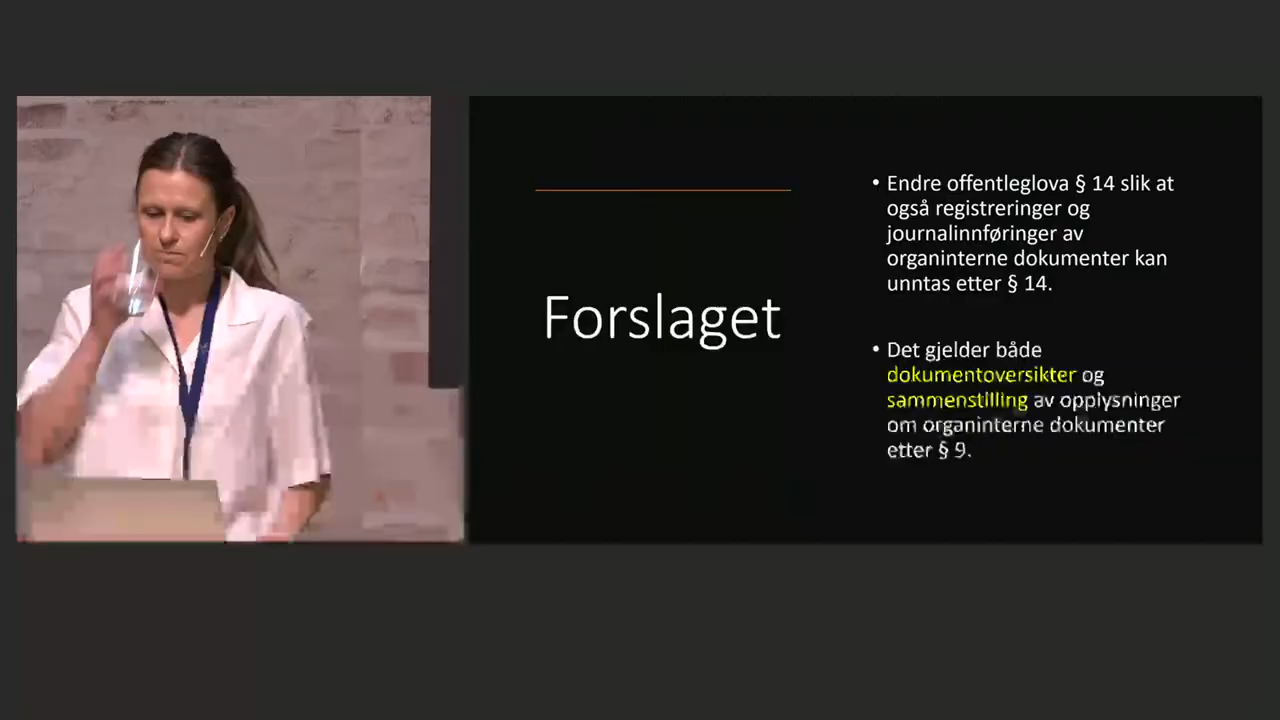 Forslaget
• Endre offentleglova § 14 slik at
også registreringer og
journalinnføringer av
organinterne dokumenter kan
unntas etter § 14.
• Det gjelder både
dokumentoversikter og
sammenstilling av opplysninger
om organinterne dokumenter
etter § 9.